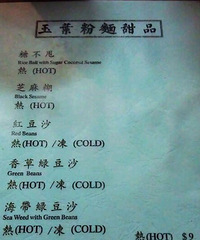 玉葉粉麵甜品
糖不甩
Rice Ball with Sugar Coconut Sesame
熱 (HOT)
芝麻糊
Black Sesame
熱 (HOT)
紅豆沙
Red Beans
熱(HOT) /凍 (COLD)
香草綠豆沙
Green Beans
熱(HOT) /凍 (COLD)
海帶綠豆沙
Sea Weed with Green Beans
熱(HOT) /凍 (COLD)
熱(HOT) $9